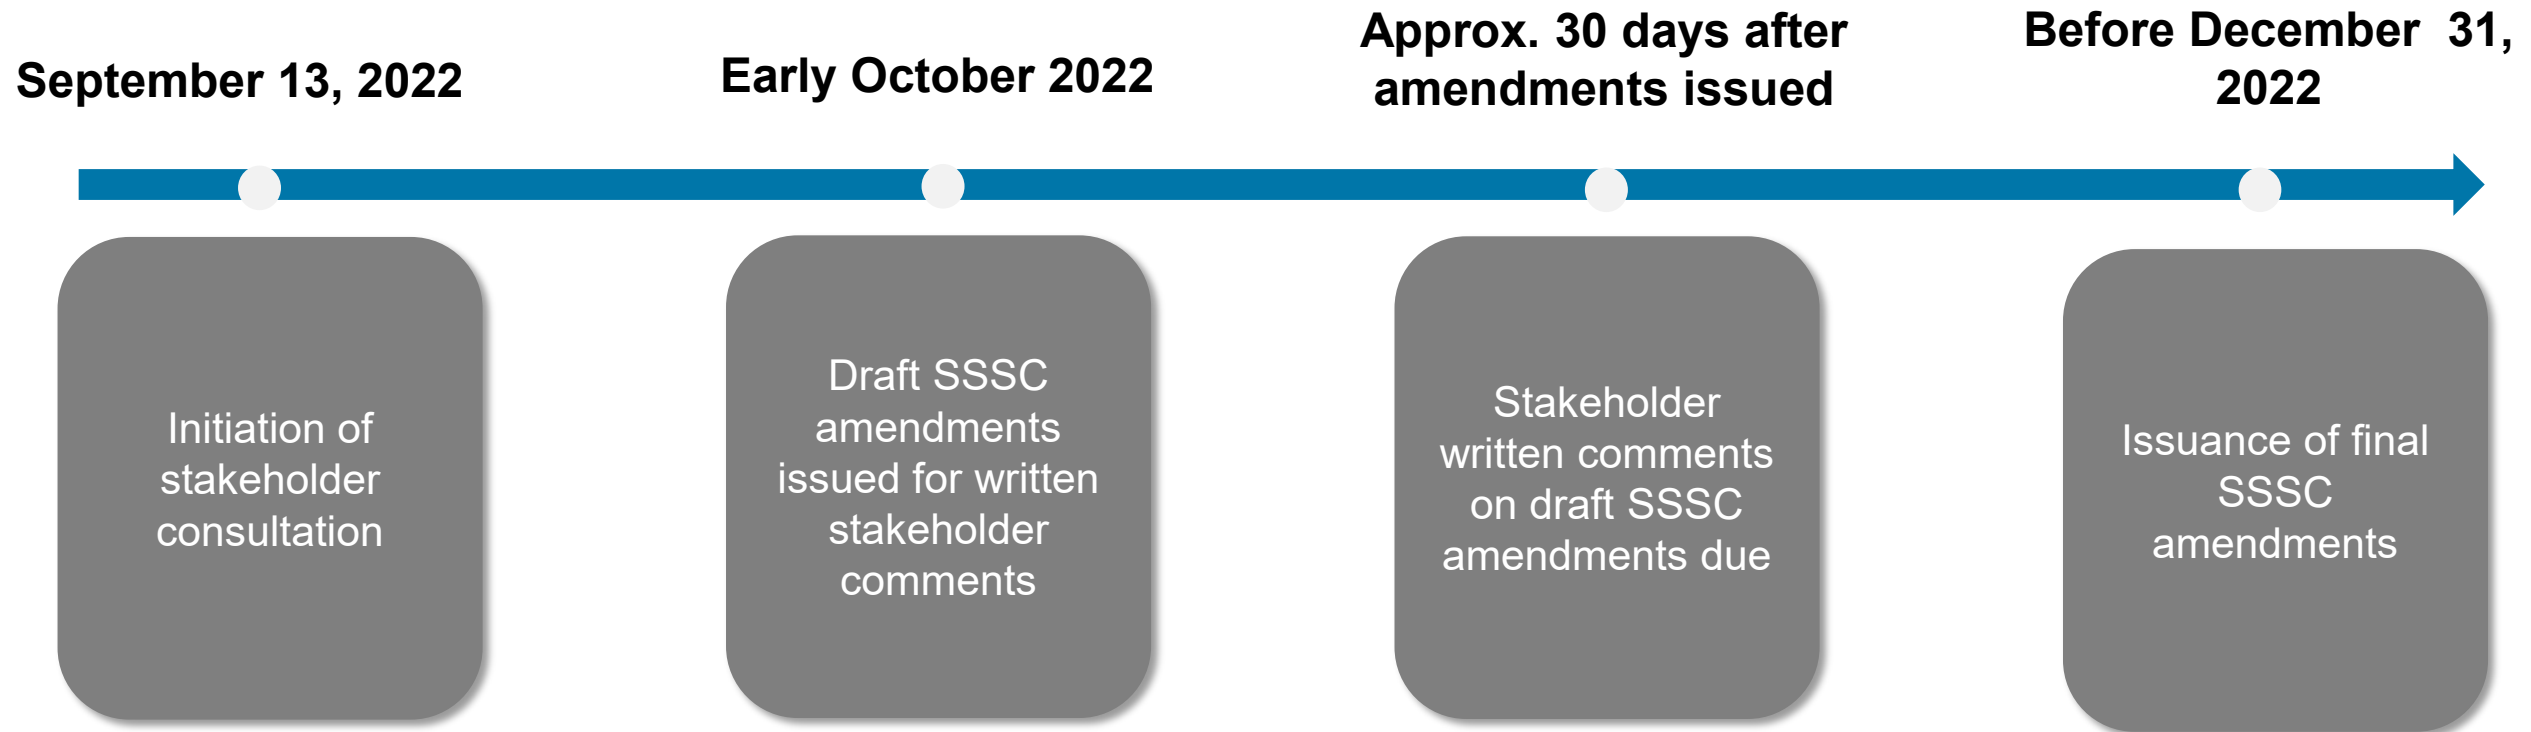 September 13, 2022
Early October 2022
Approx. 30 days after
amendments issued
Before December 31,
2022
Initiation of
stakeholder
consultation
Draft SSSC
amendments
issued for written
stakeholder
comments
Stakeholder
written comments
on draft SSSC
amendments due
Issuance of final
SSSC
amendments